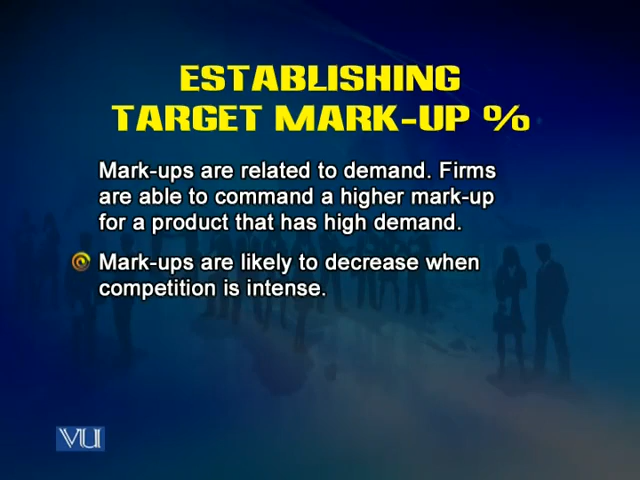 ESTABLISHING
TARGET MARK-UP %
Mark-ups are related to demand. Firms
are able to command a higher mark-up
for a product that has high demand.
Mark-ups are likely to decrease when
competition is intense.
VU